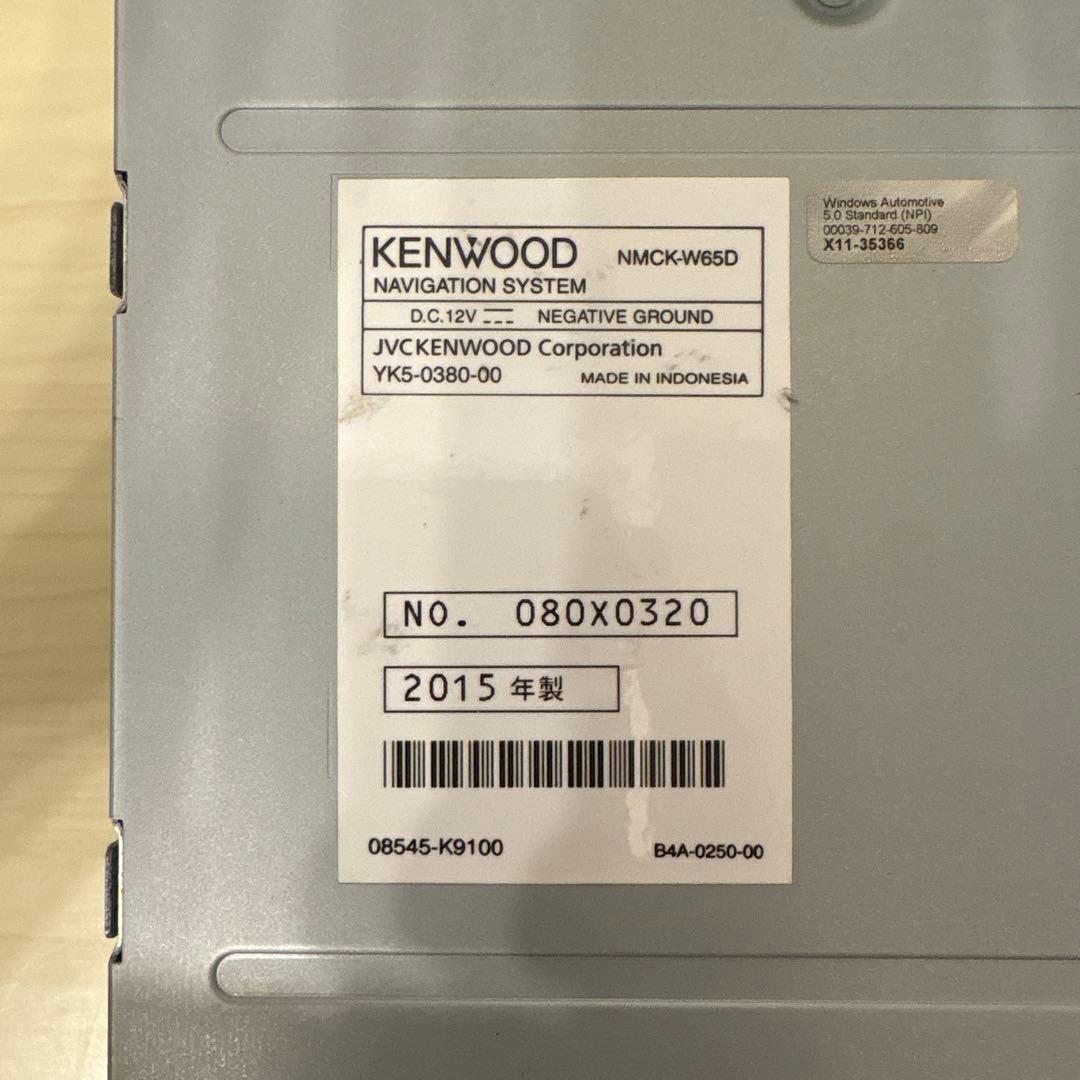 KENWOOD NMCK-W65D
NAVIGATION SYSTEM
D.C.12V NEGATIVE GROUND
JVCKENWOOD Corporation
YK5-0380-00 MADE IN INDONESIA
NO. 080X0320
2015 年製
08545-K9100 B4A-0250-00
Windows Automotive
5.0 Standard (NPI)
00039-712-605-809
X11-35366